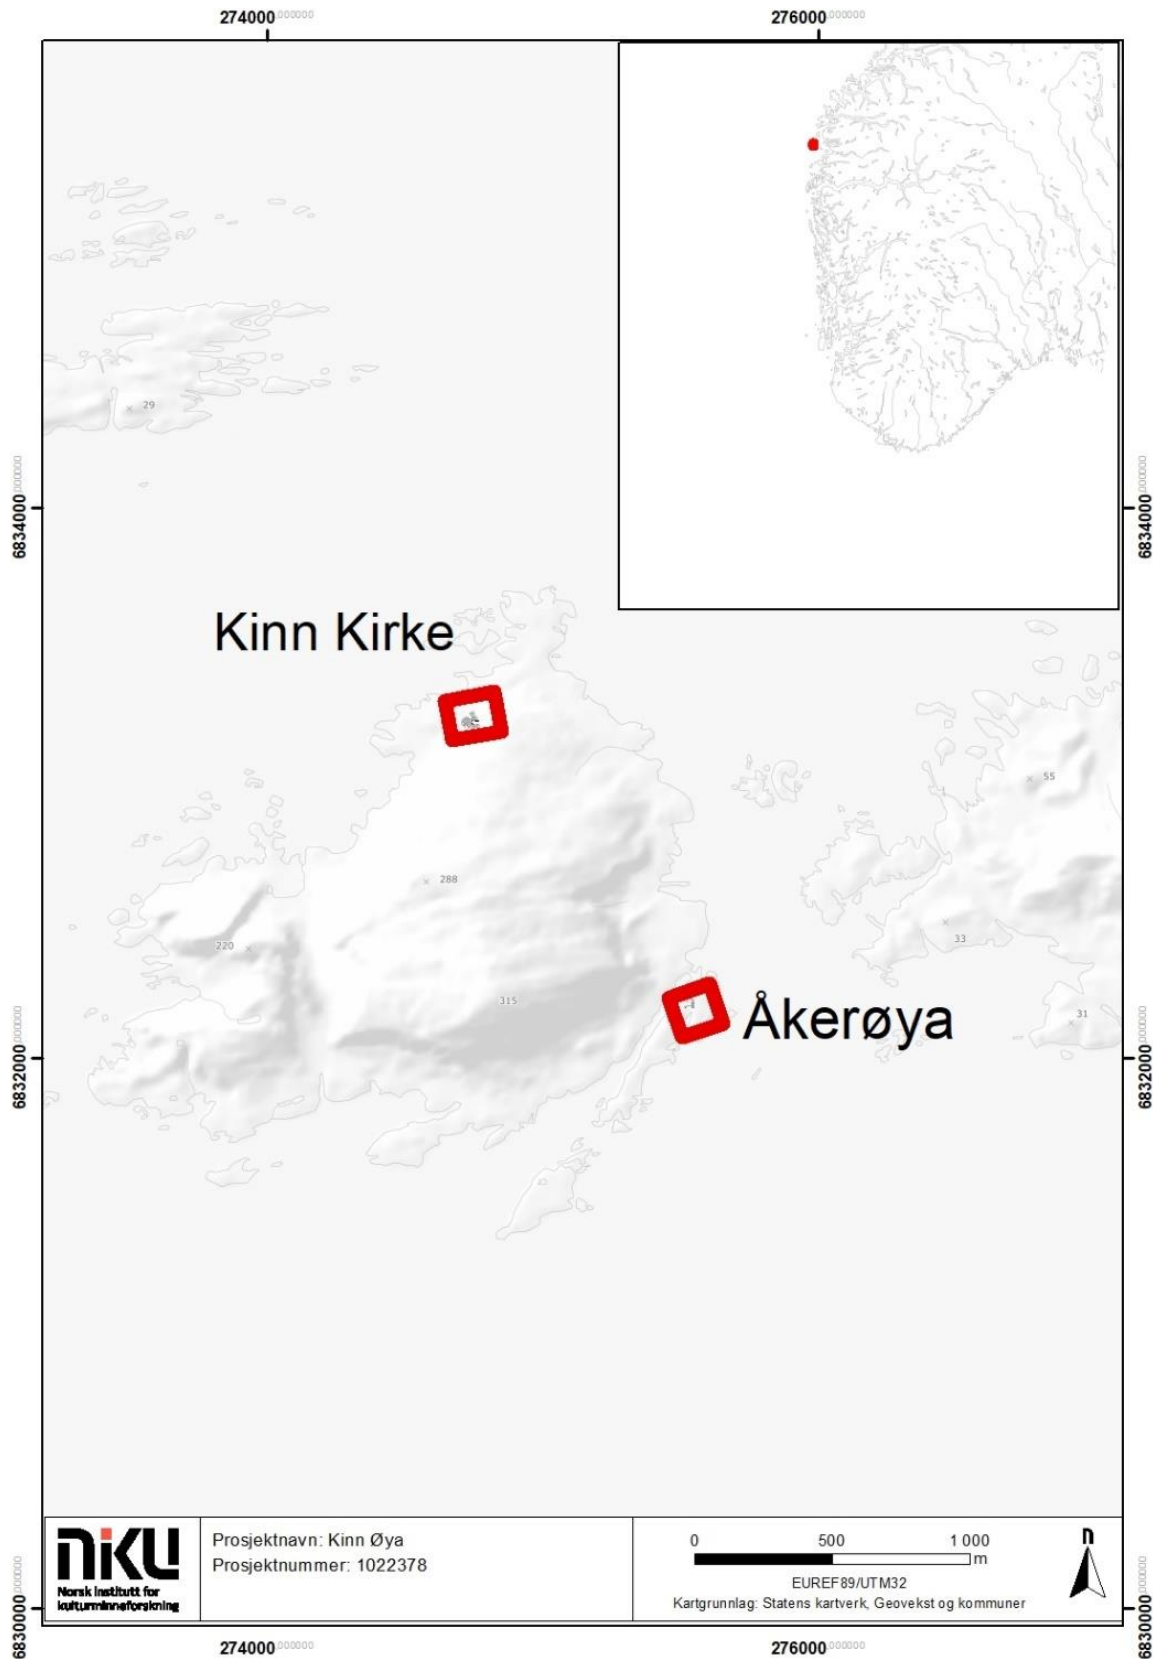 274000,000000
276000,000000
6834000,000000
6834000,000000
29
Kinn Kirke
55
288
220
33
315
31
Åkerøya
6832000,000000
6832000,000000
niku
Norsk institutt for
kulturminneforskning
Prosjektnavn: Kinn Øya
Prosjektnummer: 1022378
0 500 1 000
m
EUREF89/UTM32
Kartgrunnlag: Statens kartverk, Geovekst og kommuner
n
6830000,000000
6830000,000000
274000,000000
276000,000000